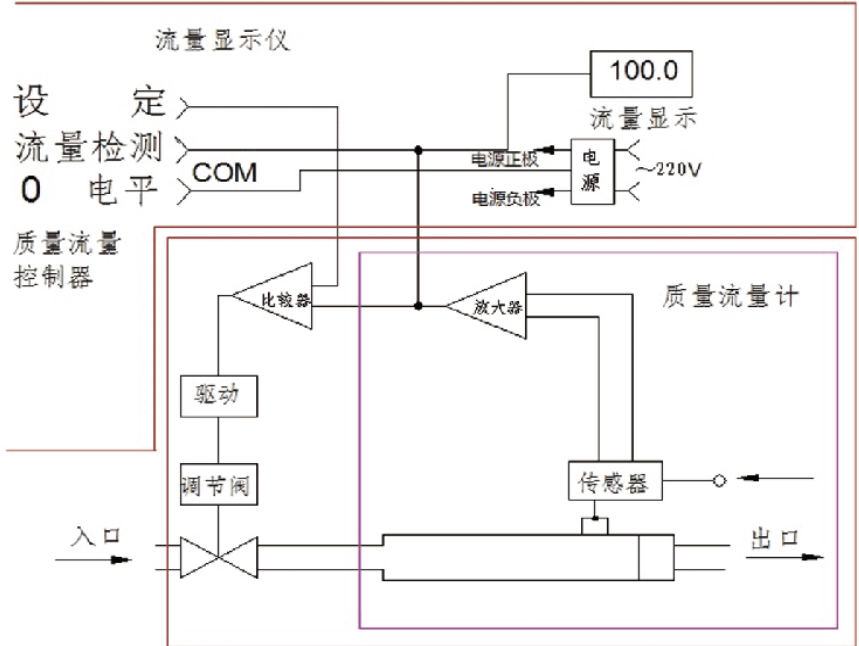 流量显示仪
100.0
设 定
流量显示
流量检测
电源正极
电源
~220V
COM
0 电平
电源负极
质量流量
控制器
比较器
放大器
质量流量计
驱动
调节阀
传感器
入口
出口